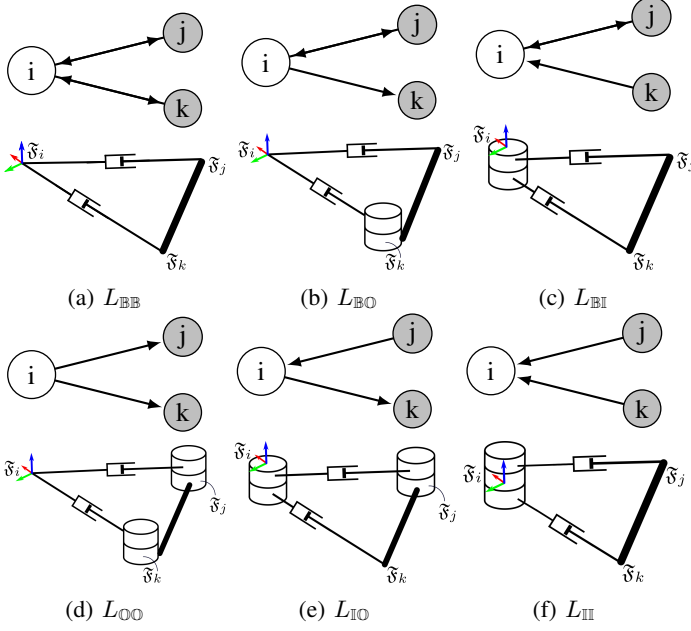 i j k
i j k
i j k
𝔉i 𝔉j 𝔉k
𝔉i 𝔉j 𝔉k
𝔉i 𝔉j 𝔉k
(a) L𝔹𝔹
(b) L𝔹𝕆
(c) L𝔹𝕀
i j k
i j k
i j k
𝔉i 𝔉j 𝔉k
𝔉i 𝔉j 𝔉k
𝔉i 𝔉j 𝔉k
(d) L𝕆𝕆
(e) L𝕀𝕆
(f) L𝕀𝕀